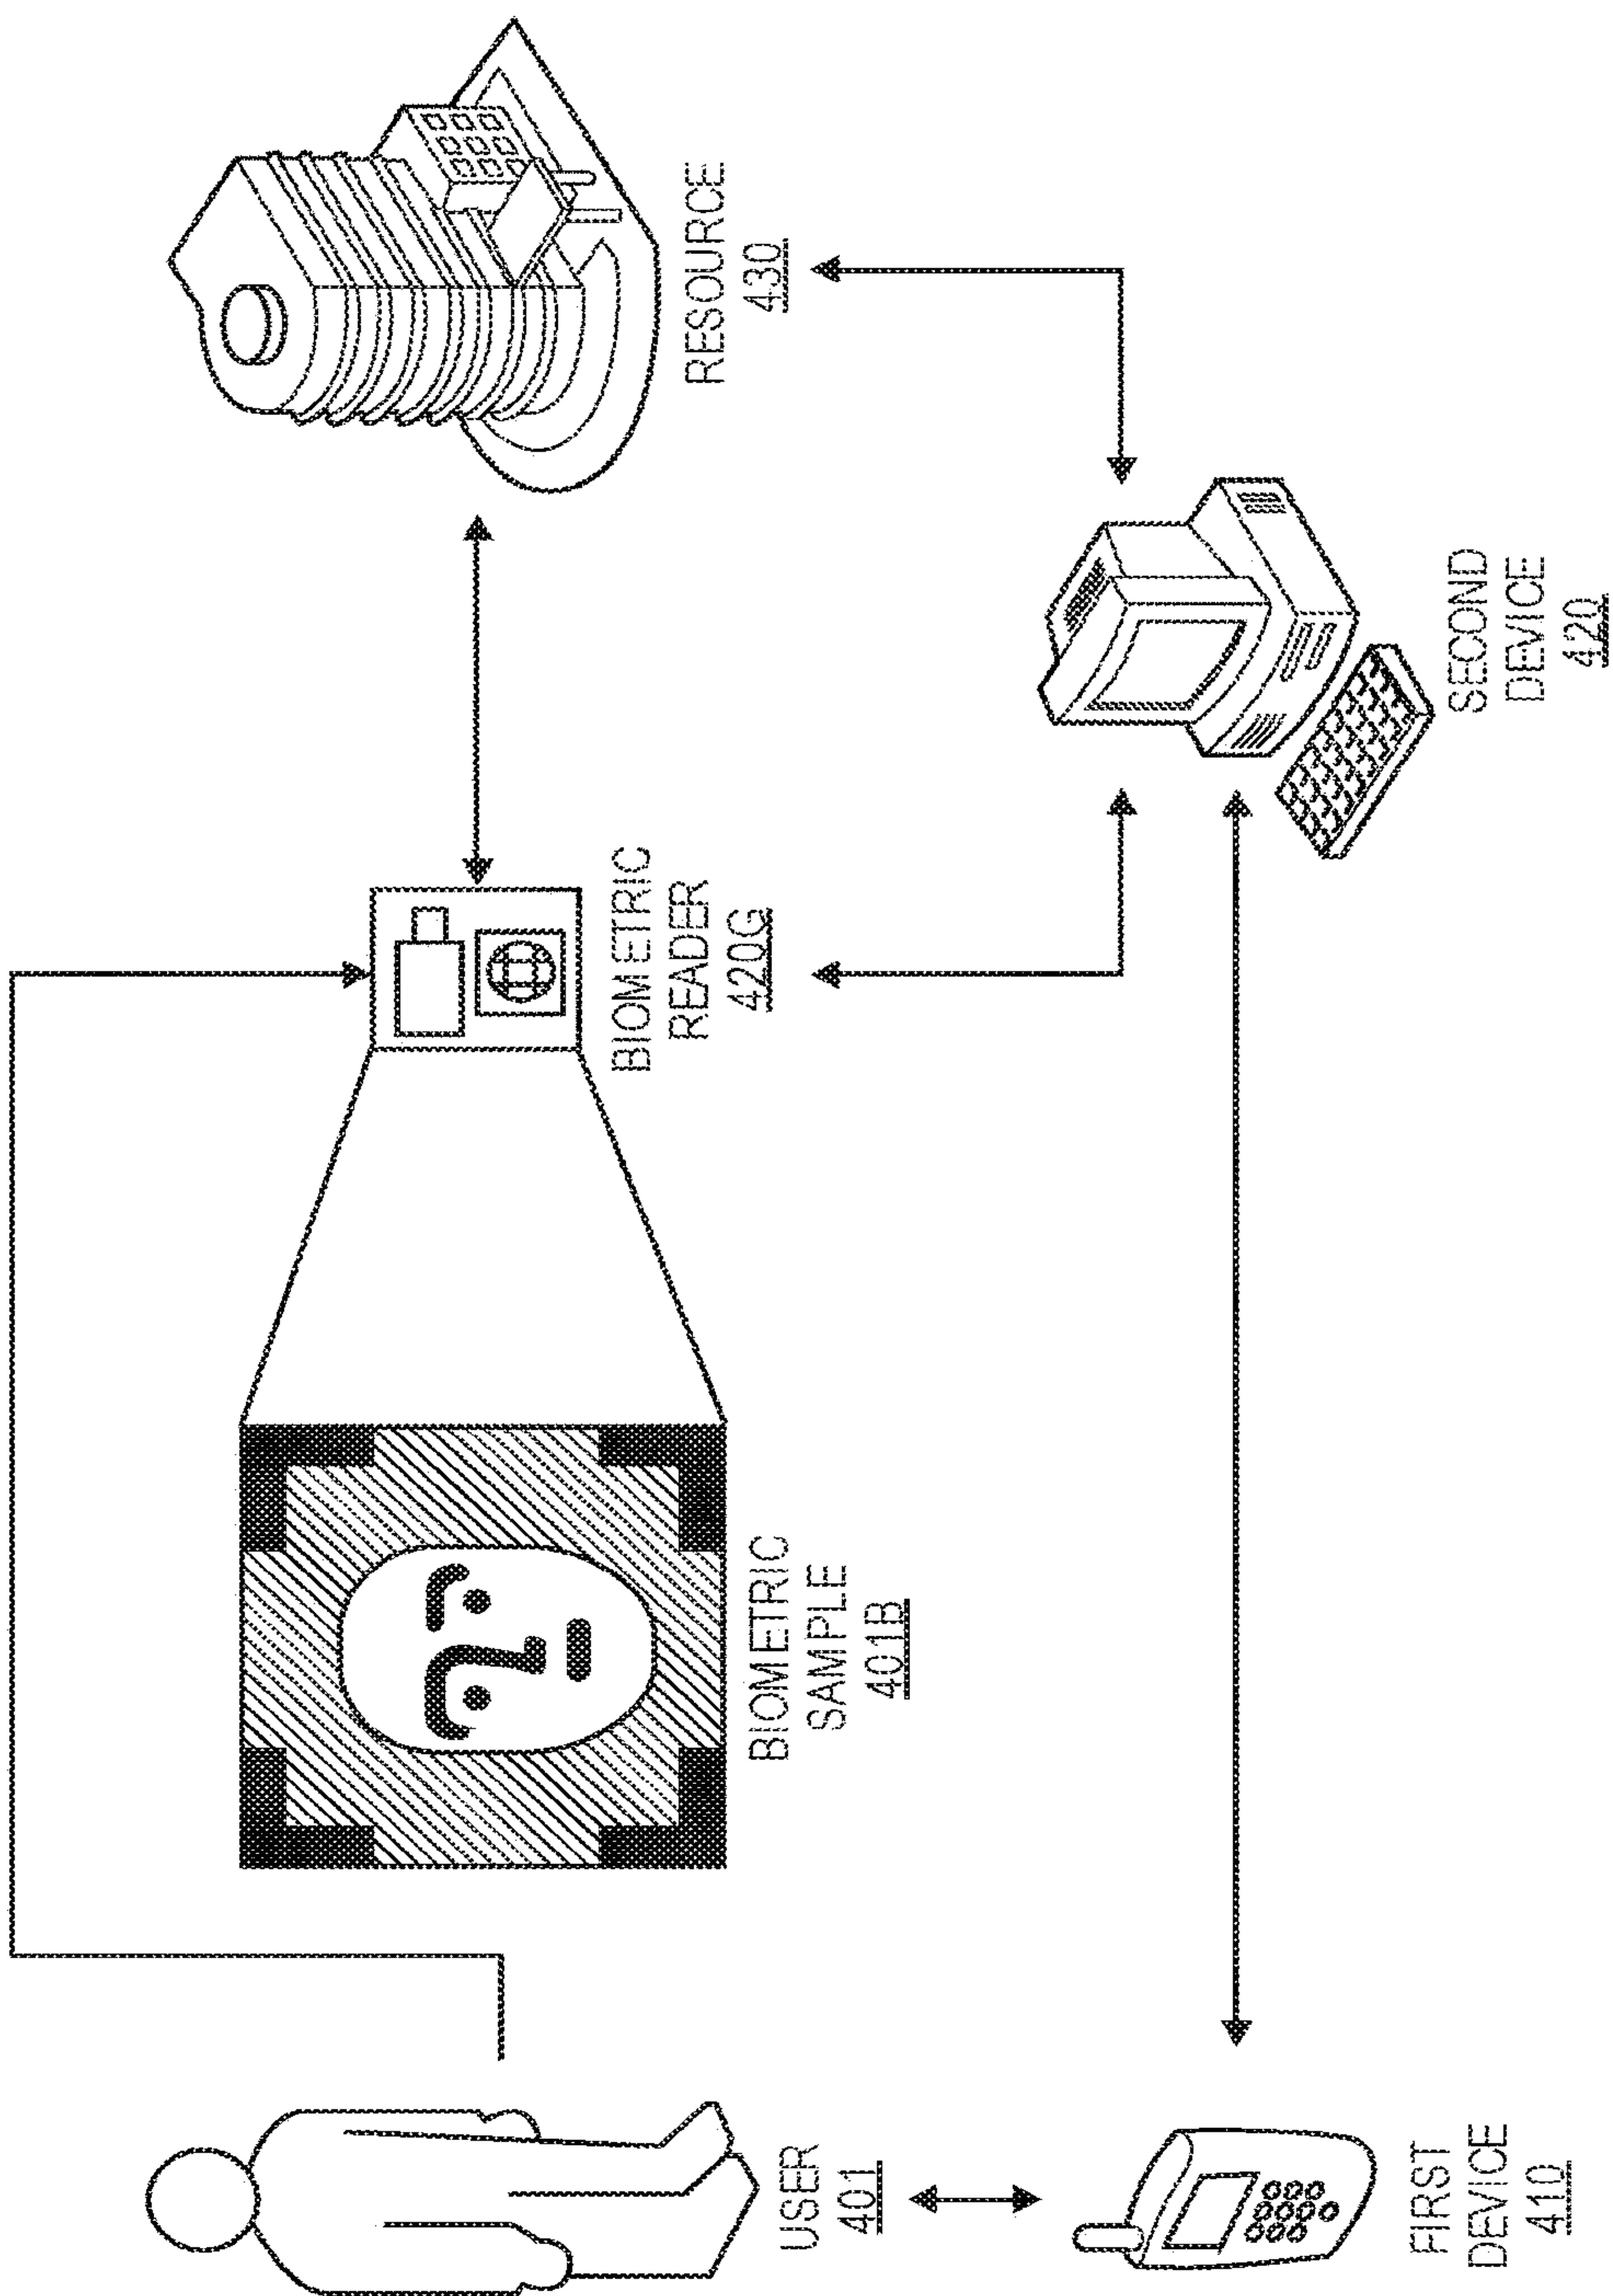 USER
401
BIOMETRIC
SAMPLE
401B
BIOMETRIC
READER
420G
RESOURCE
430
FIRST
DEVICE
410
SECOND
DEVICE
420